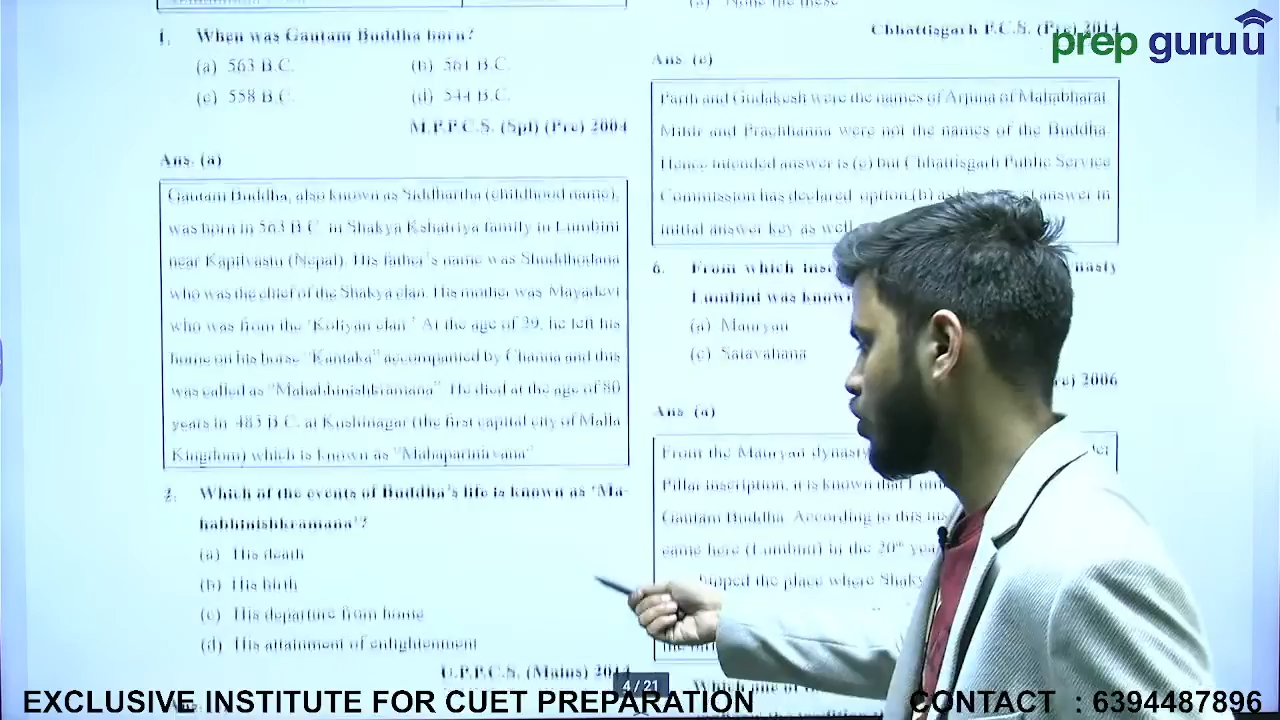 (b) None the these
1. When was Gautam Buddha born?
(a) 563 B.C.
(b) 561 B.C.
(c) 558 B.C.
(d) 544 B.C.
M.P.P.C.S. (Spl) (Pre) 2004
Ans. (a)
Gautam Buddha, also known as Siddhartha (childhood name),
was born in 563 B.C. in Shakya Kshatriya family in Lumbini
near Kapilvastu (Nepal). His father's name was Shuddhodana
who was the chief of the Shakya clan. His mother was Mayadevi
who was from the 'Koliyan clan.' At the age of 29, he left his
home on his horse "Kantaka" accompanied by Channa and this
was called as "Mahabhinishkramana". He died at the age of 80
years in 483 B.C. at Kushinagar (the first capital city of Malla
Kingdom) which is known as "Mahaparinirvana"
2. Which of the events of Buddha's life is known as 'Ma-
habhinishkramana'?
(a) His death
(b) His birth
(c) His departure from home
(d) His attainment of enlightenment
U.P.P.C.S. (Mains) 2014
Chhattisgarh P.C.S. (Pre) 2014
Ans. (c)
Parth and Gudakesh were the names of Arjuna of Mahabharat.
Mihir and Prachhanna were not the names of the Buddha.
Hence intended answer is (c) but Chhattisgarh Public Service
Commission has declared option (b) as answer in
initial answer key as well
6. From which
Lumbini was known
(a) Mauryan
(c) Satavahana
2006
Ans. (a)
From the Mauryan dynasty
Pillar inscription, it is known that
Gautam Buddha. According to this
came here (Lumbini) in the 20th
the place where
4 / 21
Which one of
prep guruu
EXCLUSIVE INSTITUTE FOR CUET PREPARATION
CONTACT : 6394487896